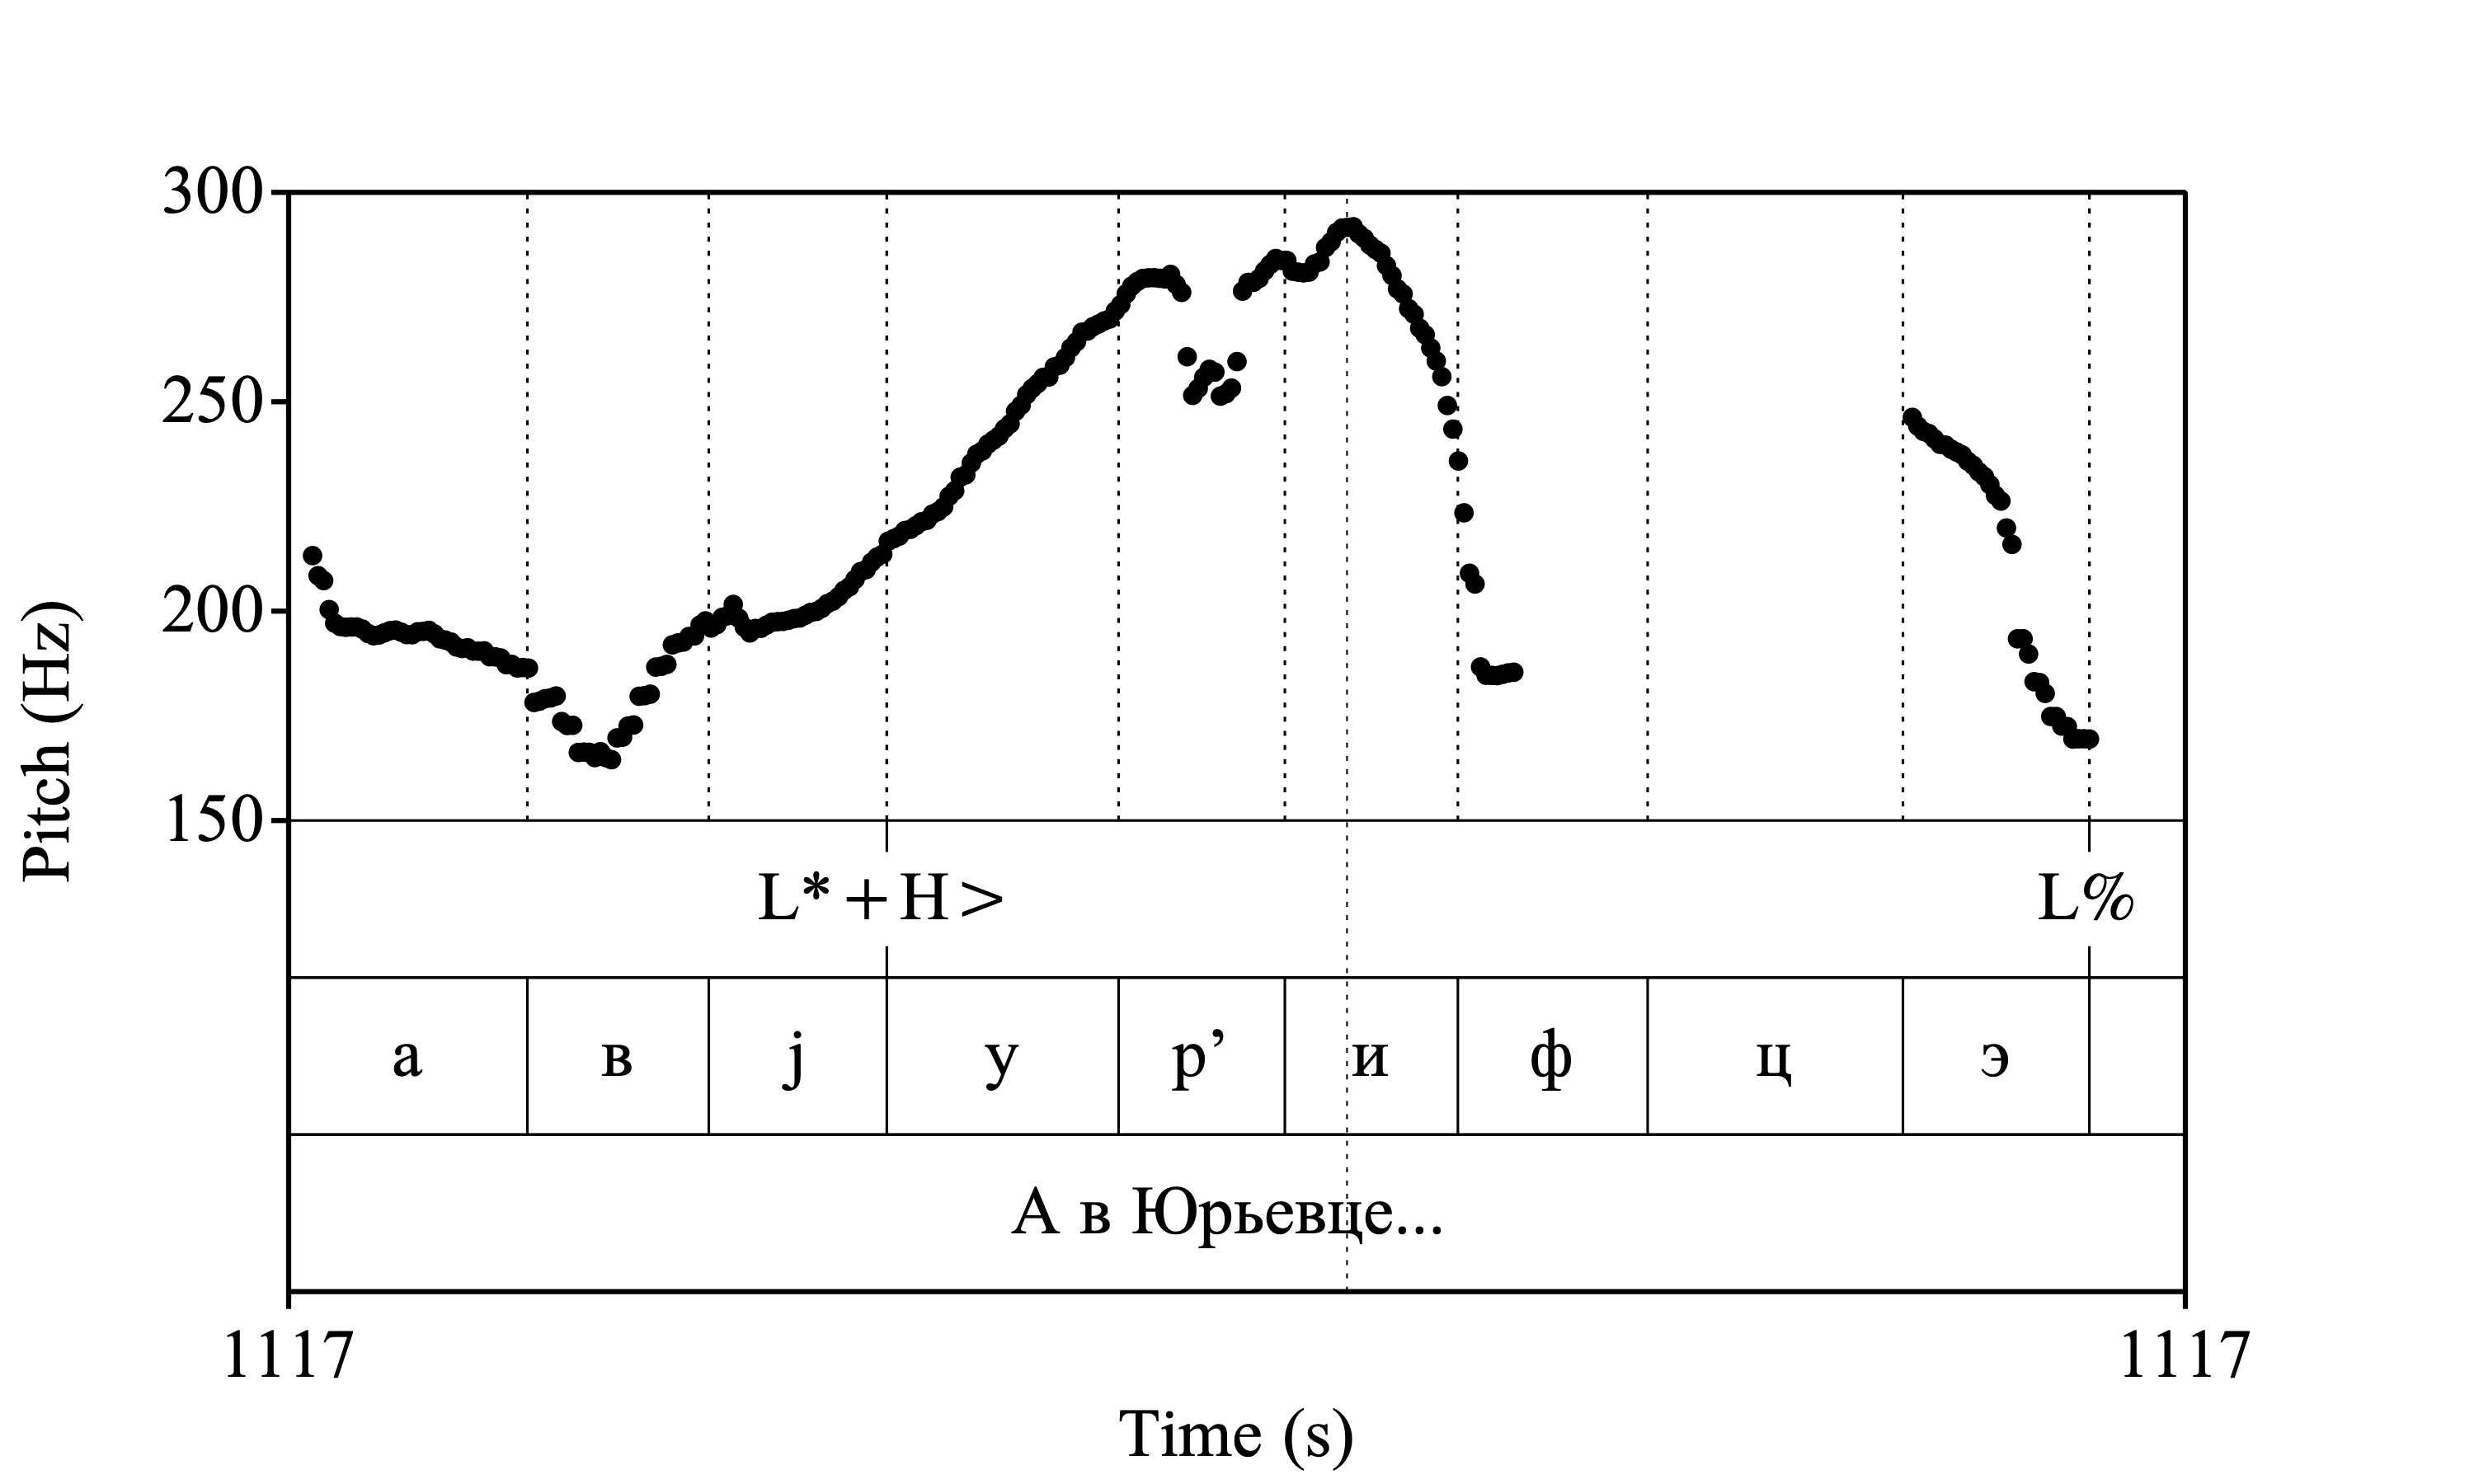 300
250
200
150
Pitch (Hz)
L*+H> L%
а в j у р’ и ф ц э
А в Юрьевце...
1117 1117
Time (s)